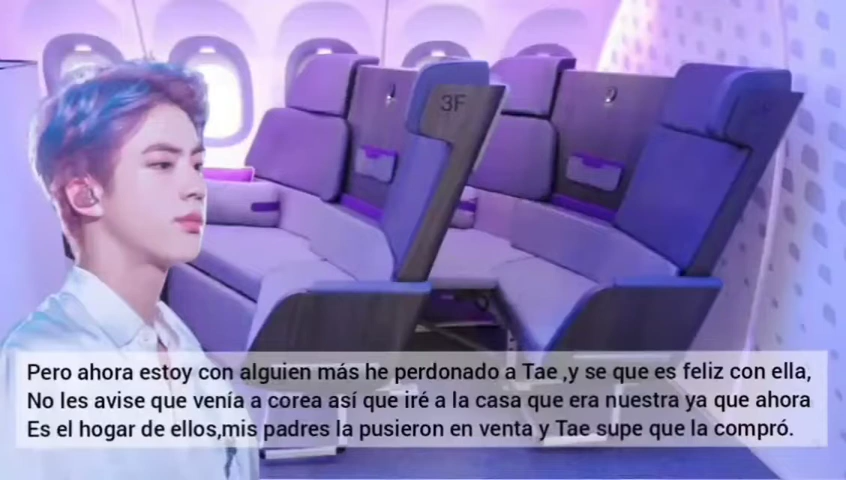 3F
Pero ahora estoy con alguien más he perdonado a Tae ,y se que es feliz con ella,
No les avise que venía a corea así que iré a la casa que era nuestra ya que ahora
Es el hogar de ellos,mis padres la pusieron en venta y Tae supe que la compró.